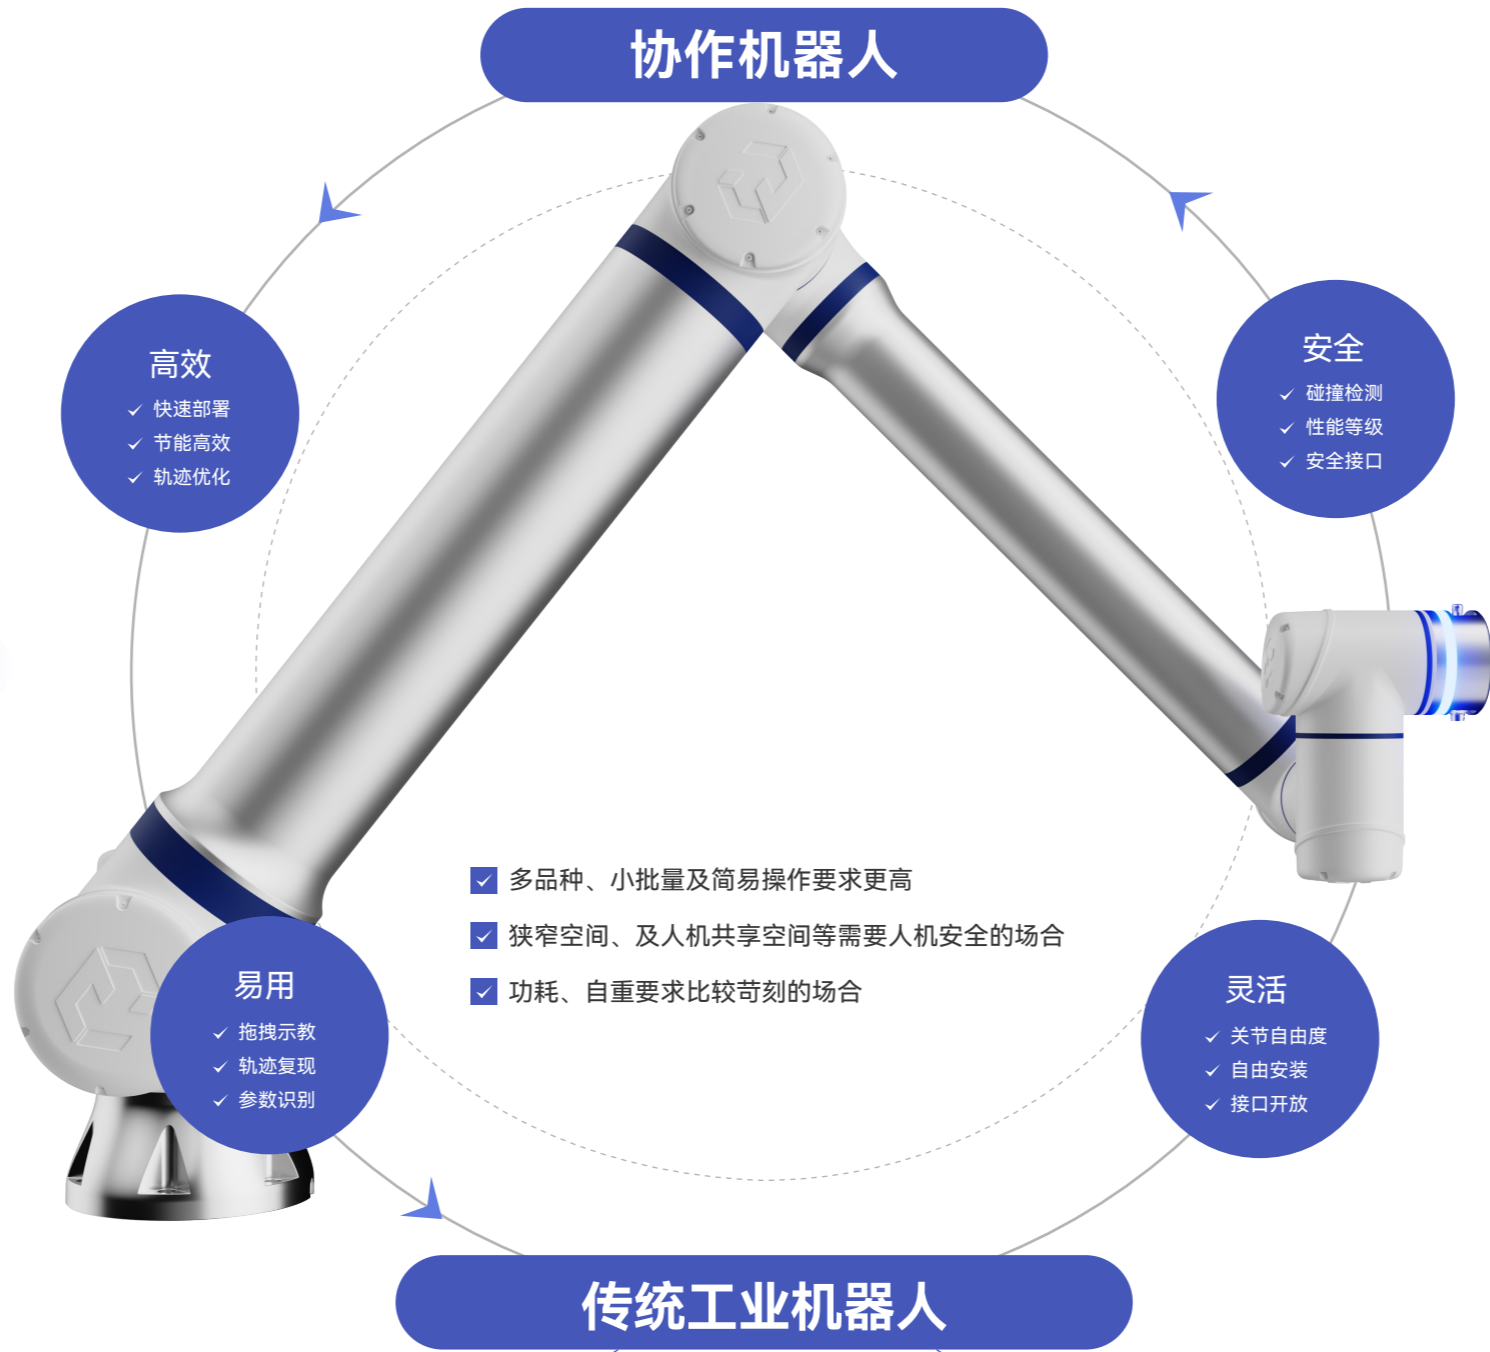 协作机器人
高效
快速部署
节能高效
轨迹优化
安全
碰撞检测
性能等级
安全接口
多品种、小批量及简易操作要求更高
狭窄空间、及人机共享空间等需要人机安全的场合
功耗、自重要求比较苛刻的场合
易用
拖拽示教
轨迹复现
参数识别
灵活
关节自由度
自由安装
接口开放
传统工业机器人